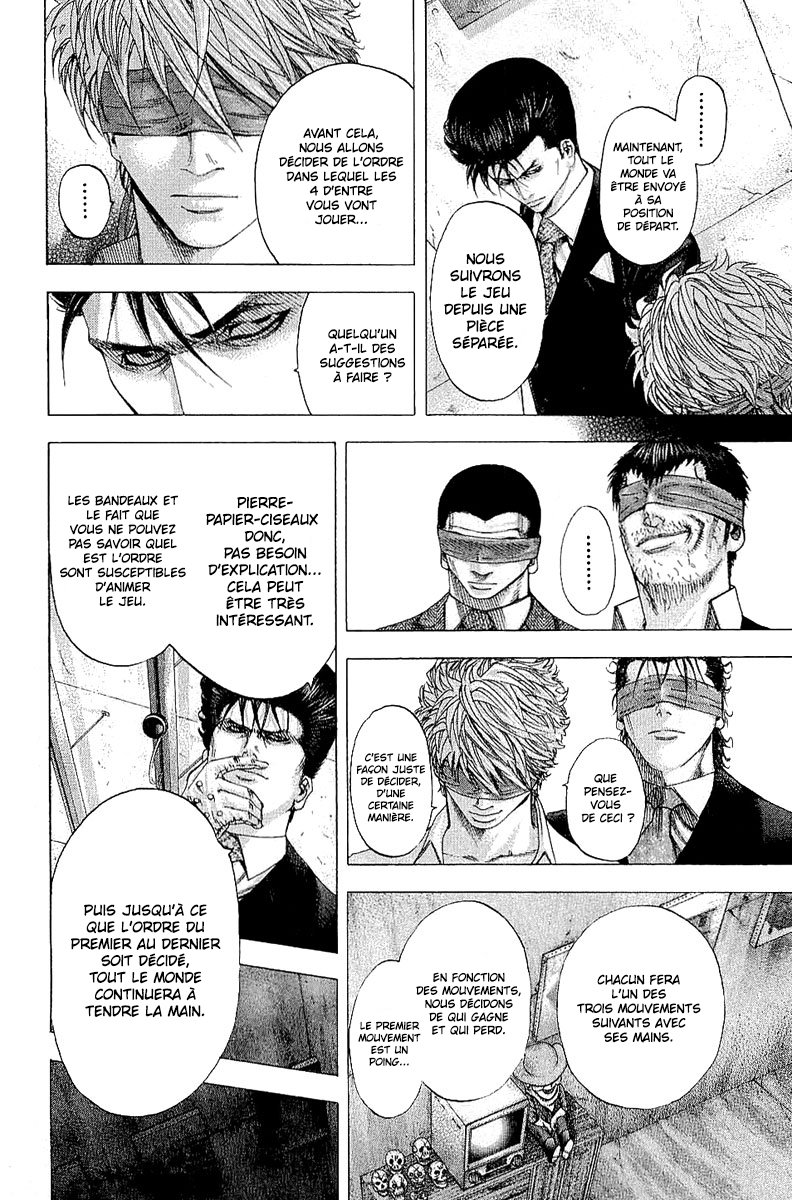 ......
MAINTENANT,
TOUT LE
MONDE VA
ÊTRE ENVOYÉ
À SA
POSITION
DE DÉPART.
NOUS
SUIVRONS
LE JEU
DEPUIS UNE
PIÈCE
SÉPARÉE.
AVANT CELA,
NOUS ALLONS
DÉCIDER DE L'ORDRE
DANS LEQUEL LES
4 D'ENTRE
VOUS VONT
JOUER...
......
QUELQU'UN
A-T-IL DES
SUGGESTIONS
À FAIRE ?
......
QUE
PENSEZ-
VOUS
DE CECI ?
C'EST UNE
FAÇON JUSTE
DE DÉCIDER,
D'UNE
CERTAINE
MANIÈRE.
CHACUN FERA
L'UN DES
TROIS MOUVEMENTS
SUIVANTS AVEC
SES MAINS.
EN FONCTION
DES MOUVEMENTS,
NOUS DÉCIDONS
DE QUI GAGNE
ET QUI PERD.
LE PREMIER
MOUVEMENT
EST UN
POING...
PIERRE-
PAPIER-CISEAUX
DONC,
PAS BESOIN
D'EXPLICATION...
CELA PEUT
ÊTRE TRÈS
INTÉRESSANT.
LES BANDEAUX ET
LE FAIT QUE
VOUS NE POUVEZ
PAS SAVOIR QUEL
EST L'ORDRE
SONT SUSCEPTIBLES
D'ANIMER
LE JEU.
PUIS JUSQU'À CE
QUE L'ORDRE DU
PREMIER AU DERNIER
SOIT DÉCIDÉ,
TOUT LE MONDE
CONTINUERA À
TENDRE LA MAIN.